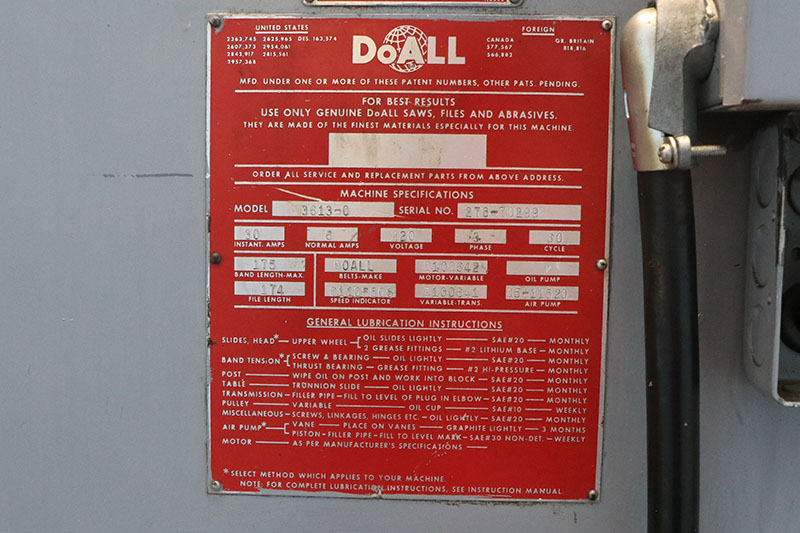 UNITED STATES
2263,745 2625,965 DES. 163,574
2607,373 2954,061
2842,917 2815,561
2957,368
DoALL
FOREIGN
CANADA GR. BRITAIN
577,567 818,816
566,882
MFD. UNDER ONE OR MORE OF THESE PATENT NUMBERS, OTHER PATS. PENDING.
FOR BEST RESULTS
USE ONLY GENUINE DoALL SAWS, FILES AND ABRASIVES.
THEY ARE MADE OF THE FINEST MATERIALS ESPECIALLY FOR THIS MACHINE.
ORDER ALL SERVICE AND REPLACEMENT PARTS FROM ABOVE ADDRESS.
MACHINE SPECIFICATIONS
MODEL 3613-0 SERIAL NO. 276-70299
30 6 3 60
INSTANT. AMPS NORMAL AMPS VOLTAGE PHASE CYCLE
175 DOALL
BAND LENGTH-MAX. BELTS-MAKE MOTOR-VARIABLE OIL PUMP
174
FILE LENGTH SPEED INDICATOR VARIABLE-TRANS. AIR PUMP
GENERAL LUBRICATION INSTRUCTIONS
SLIDES, HEAD* — UPPER WHEEL — OIL SLIDES LIGHTLY — SAE#20 — MONTHLY
2 GREASE FITTINGS — #2 LITHIUM BASE — MONTHLY
BAND TENSION* SCREW & BEARING — OIL LIGHTLY — SAE#20 — MONTHLY
THRUST BEARING — GREASE FITTING — #2 HI-PRESSURE — MONTHLY
POST — WIPE OIL ON POST AND WORK INTO BLOCK — SAE#20 — MONTHLY
TABLE — TRUNNION SLIDE — OIL LIGHTLY — SAE#20 — MONTHLY
TRANSMISSION—FILLER PIPE—FILL TO LEVEL OF PLUG IN ELBOW—SAE#20—MONTHLY
PULLEY — VARIABLE — OIL CUP — SAE#10 — WEEKLY
MISCELLANEOUS—SCREWS, LINKAGES, HINGES ETC.—OIL LIGHTLY—SAE#20—MONTHLY
AIR PUMP* VANE — PLACE ON VANES — GRAPHITE LIGHTLY — 3 MONTHS
PISTON—FILLER PIPE—FILL TO LEVEL MARK—SAE#30 NON-DET.—WEEKLY
MOTOR — AS PER MANUFACTURER'S SPECIFICATIONS
*SELECT METHOD WHICH APPLIES TO YOUR MACHINE.
NOTE: FOR COMPLETE LUBRICATION INSTRUCTIONS, SEE INSTRUCTION MANUAL